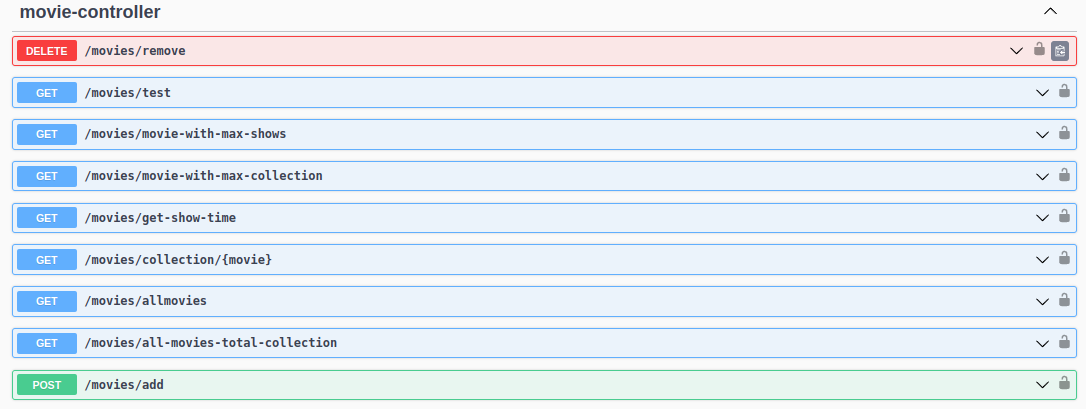 movie-controller
DELETE /movies/remove
GET /movies/test
GET /movies/movie-with-max-shows
GET /movies/movie-with-max-collection
GET /movies/get-show-time
GET /movies/collection/{movie}
GET /movies/allmovies
GET /movies/all-movies-total-collection
POST /movies/add